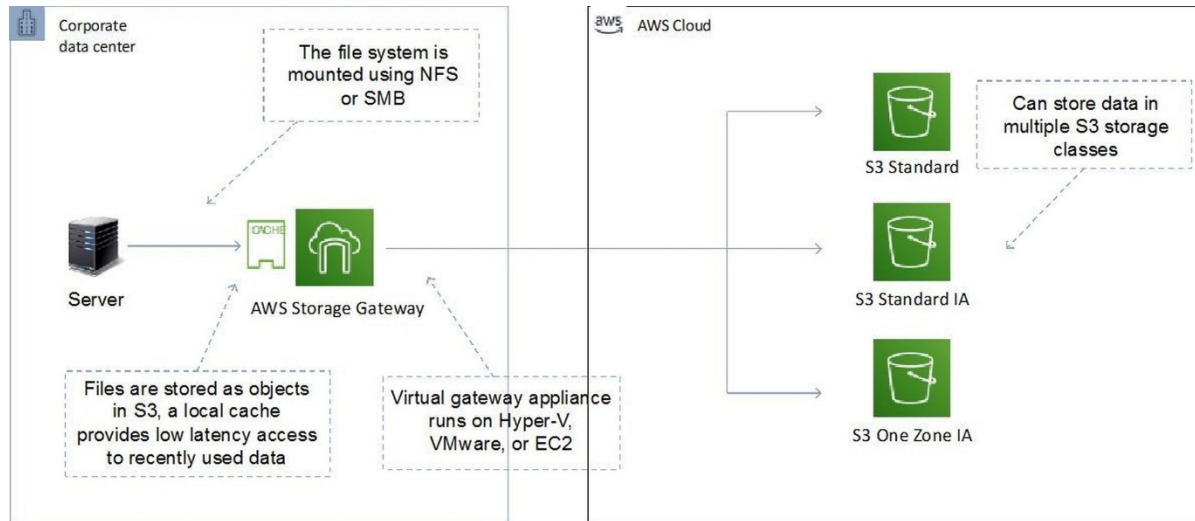 Corporate
data center
The file system is
mounted using NFS
or SMB
CACHE
Server
AWS Storage Gateway
Files are stored as objects
in S3, a local cache
provides low latency access
to recently used data
Virtual gateway appliance
runs on Hyper-V,
VMware, or EC2
aws
AWS Cloud
S3 Standard
Can store data in
multiple S3 storage
classes
S3 Standard IA
S3 One Zone IA